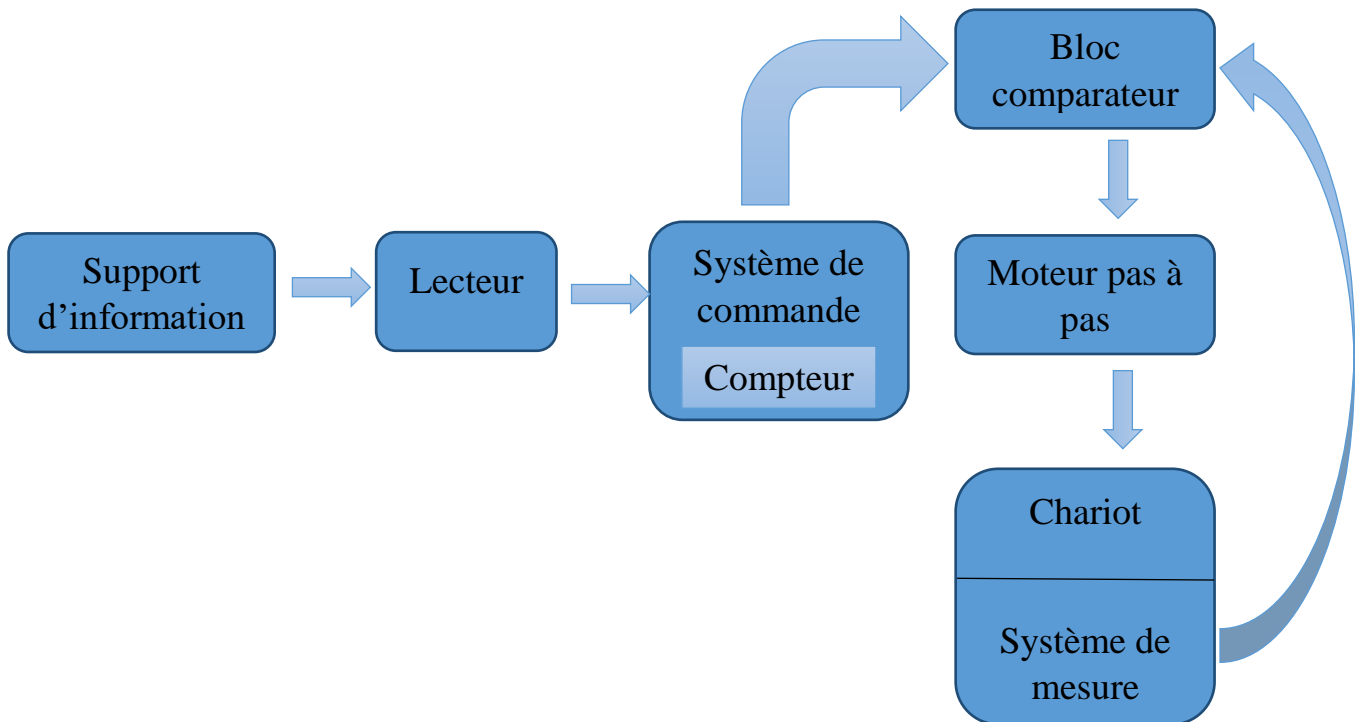 Support
d’information
Lecteur
Système de
commande
Compteur
Bloc
comparateur
Moteur pas à
pas
Chariot
Système de
mesure